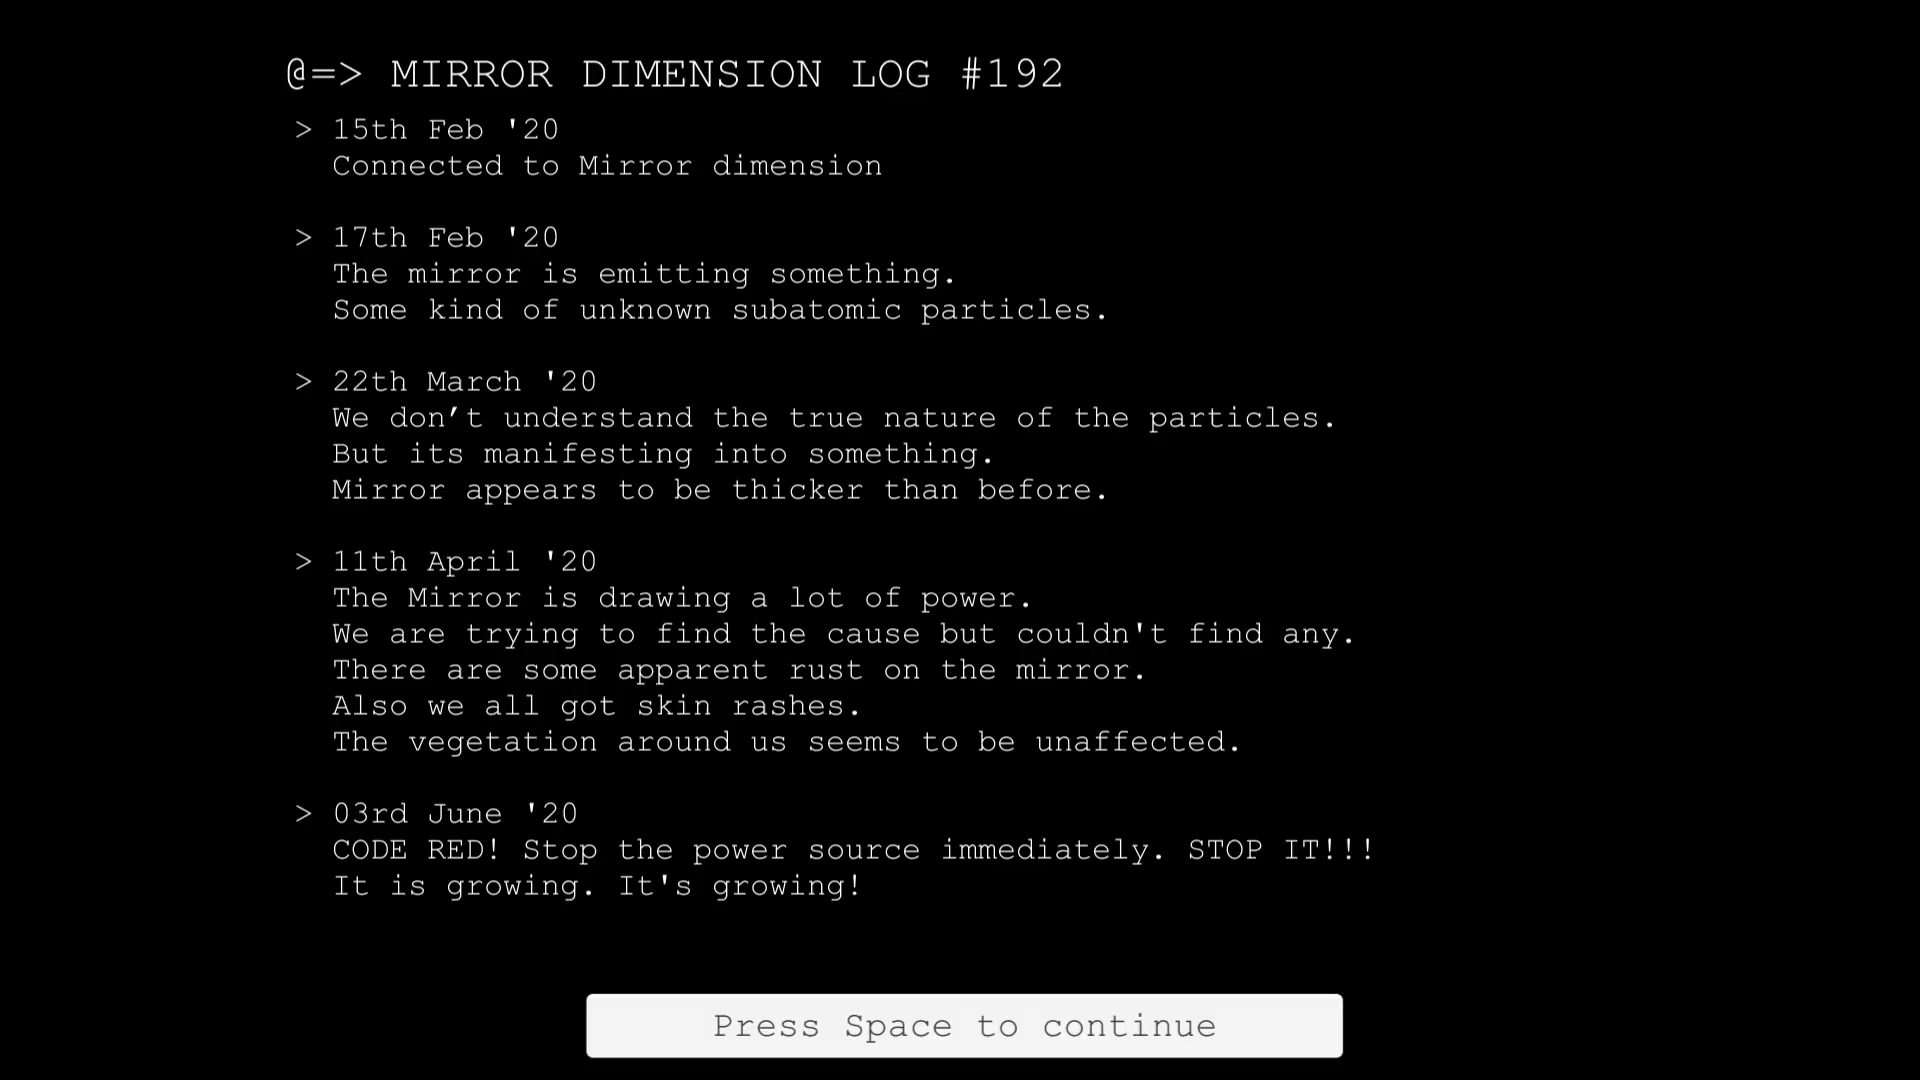 @=> MIRROR DIMENSION LOG #192
> 15th Feb '20
Connected to Mirror dimension
> 17th Feb '20
The mirror is emitting something.
Some kind of unknown subatomic particles.
> 22th March '20
We don’t understand the true nature of the particles.
But its manifesting into something.
Mirror appears to be thicker than before.
> 11th April '20
The Mirror is drawing a lot of power.
We are trying to find the cause but couldn't find any.
There are some apparent rust on the mirror.
Also we all got skin rashes.
The vegetation around us seems to be unaffected.
> 03rd June '20
CODE RED! Stop the power source immediately. STOP IT!!!
It is growing. It's growing!
Press Space to continue